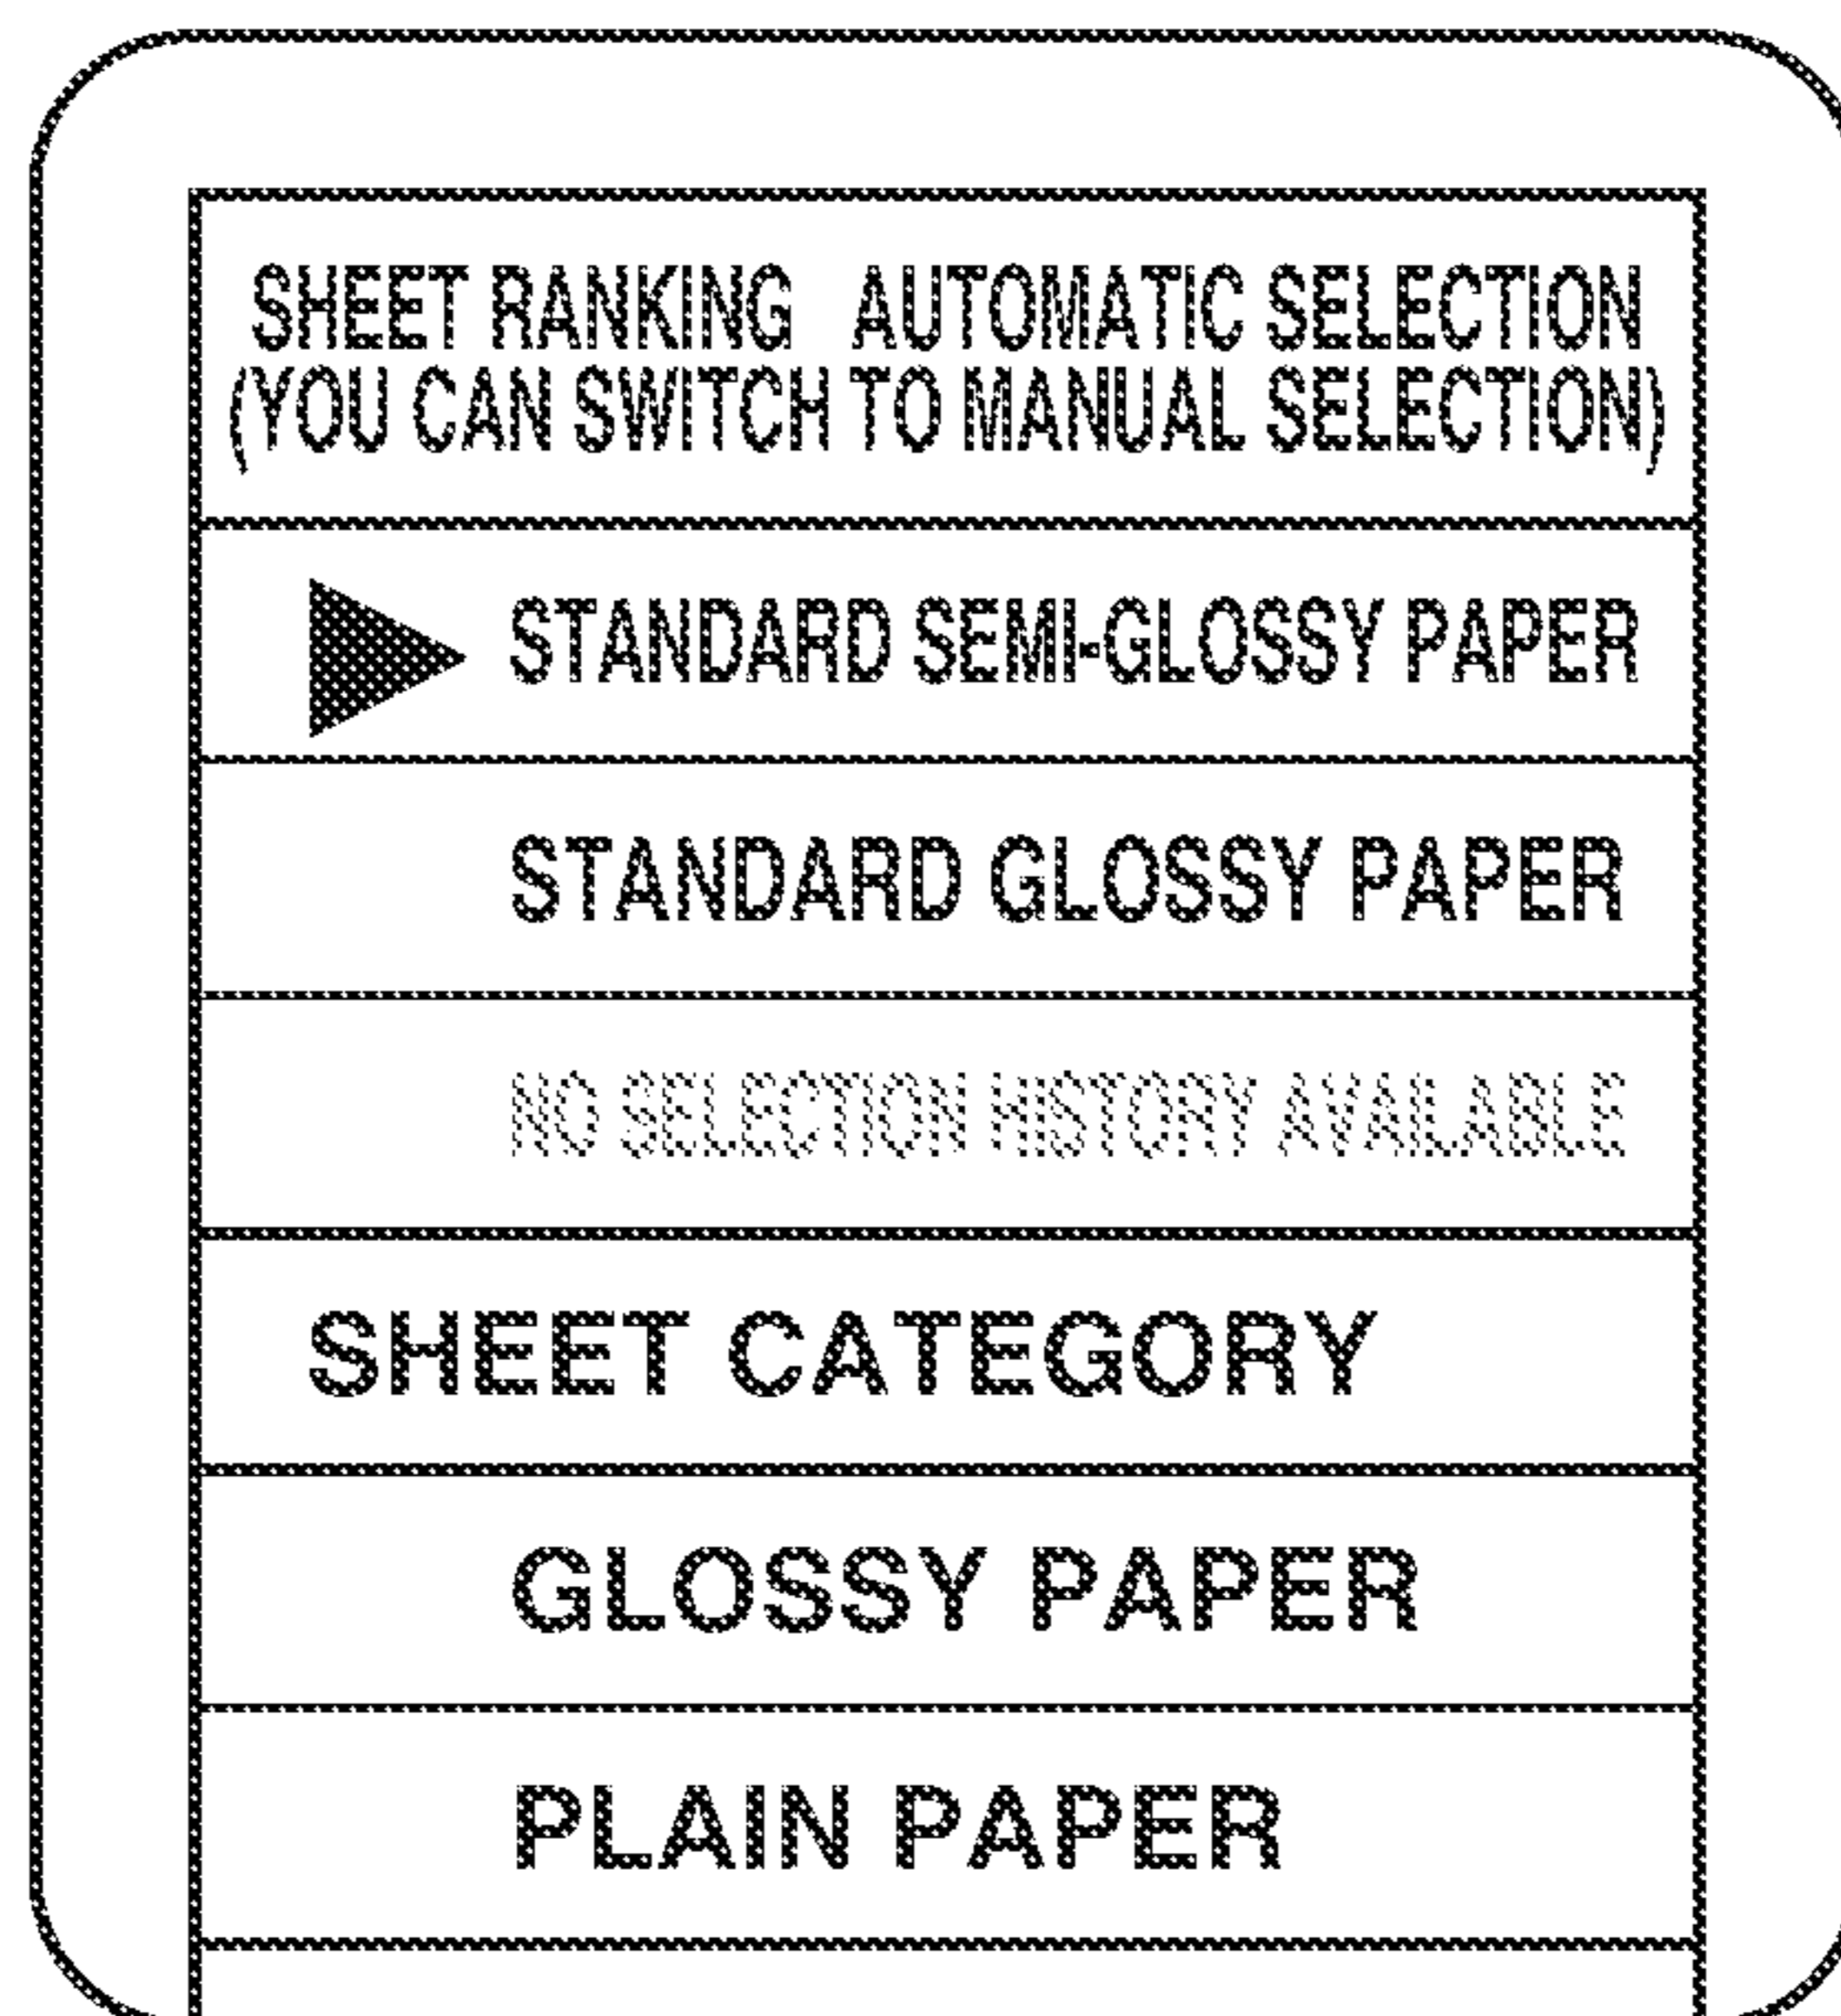 SHEET RANKING AUTOMATIC SELECTION
(YOU CAN SWITCH TO MANUAL SELECTION)
STANDARD SEMI-GLOSSY PAPER
STANDARD GLOSSY PAPER
NO SELECTION HISTORY AVAILABLE
SHEET CATEGORY
GLOSSY PAPER
PLAIN PAPER